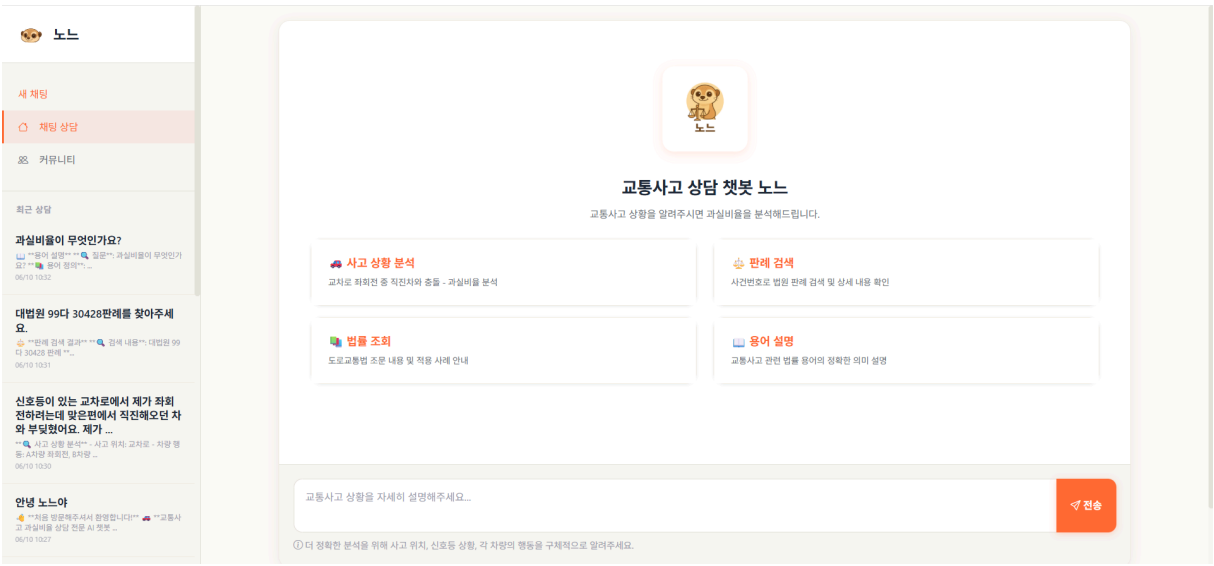 노느
새 채팅
채팅 상담
커뮤니티
최근 상담
과실비율이 무엇인가요?
📖 **용어 설명** **🔍 질문**: 과실비율이 무엇인가
요? **📚 용어 정의**: ...
06/10 10:32
대법원 99다 30428판례를 찾아주세
요.
⚖️ **판례 검색 결과** **🔍 검색 내용**: 대법원 99
다 30428 판례 **...
06/10 10:31
신호등이 있는 교차로에서 제가 좌회
전하려는데 맞은편에서 직진해오던 차
와 부딪혔어요. 제가 ...
**🔍 사고 상황 분석** - 사고 위치: 교차로 - 차량 행
동: A차량 좌회전, B차량 ...
06/10 10:30
안녕 노느야
👋 **처음 방문해주셔서 환영합니다!** 🚗 **교통사
고 과실비율 상담 전문 AI 챗봇 ...
06/10 10:27
노느
교통사고 상담 챗봇 노느
교통사고 상황을 알려주시면 과실비율을 분석해드립니다.
🚗 사고 상황 분석
교차로 좌회전 중 직진차와 충돌 - 과실비율 분석
⚖️ 판례 검색
사건번호로 법원 판례 검색 및 상세 내용 확인
📚 법률 조회
도로교통법 조문 내용 및 적용 사례 안내
📖 용어 설명
교통사고 관련 법률 용어의 정확한 의미 설명
교통사고 상황을 자세히 설명해주세요...
전송
더 정확한 분석을 위해 사고 위치, 신호등 상황, 각 차량의 행동을 구체적으로 알려주세요.